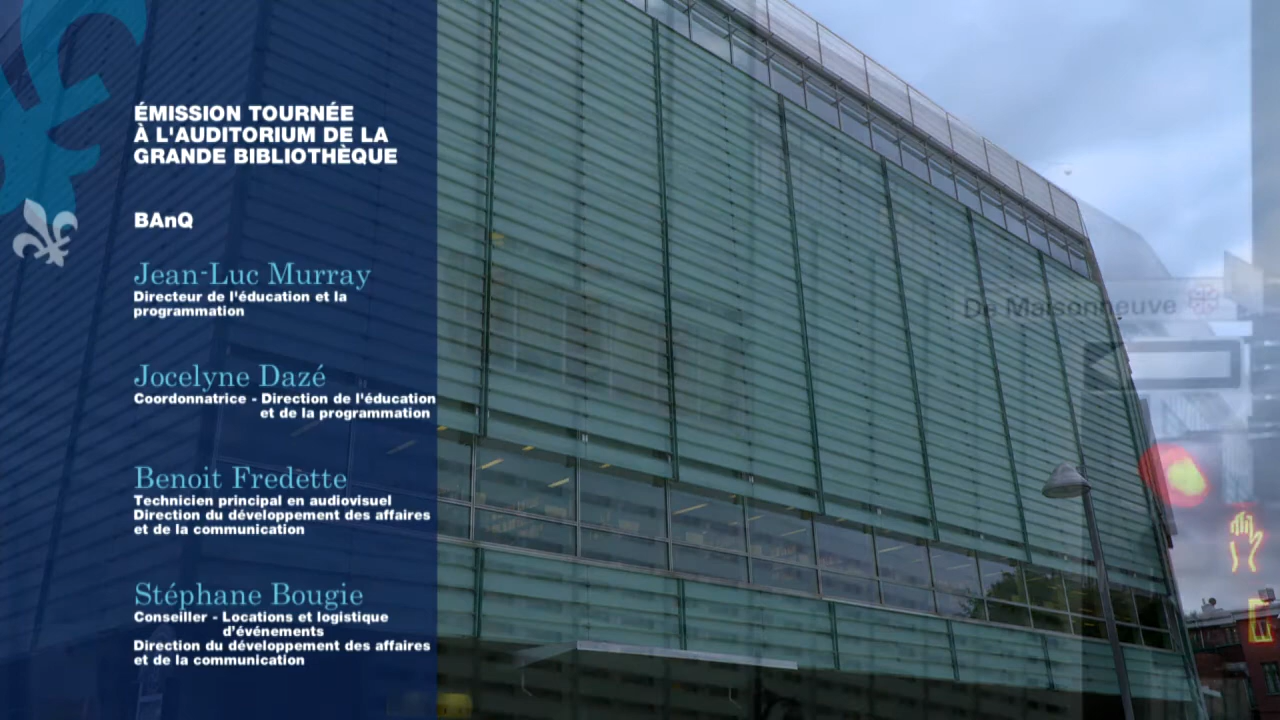 ÉMISSION TOURNÉE
À L'AUDITORIUM DE LA
GRANDE BIBLIOTHÈQUE
BAnQ
Jean-Luc Murray
Directeur de l'éducation et la
programmation
Jocelyne Dazé
Coordonnatrice - Direction de l'éducation
et de la programmation
Benoit Fredette
Technicien principal en audiovisuel
Direction du développement des affaires
et de la communication
Stéphane Bougie
Conseiller - Locations et logistique
d'événements
Direction du développement des affaires
et de la communication
De Maisonneuve